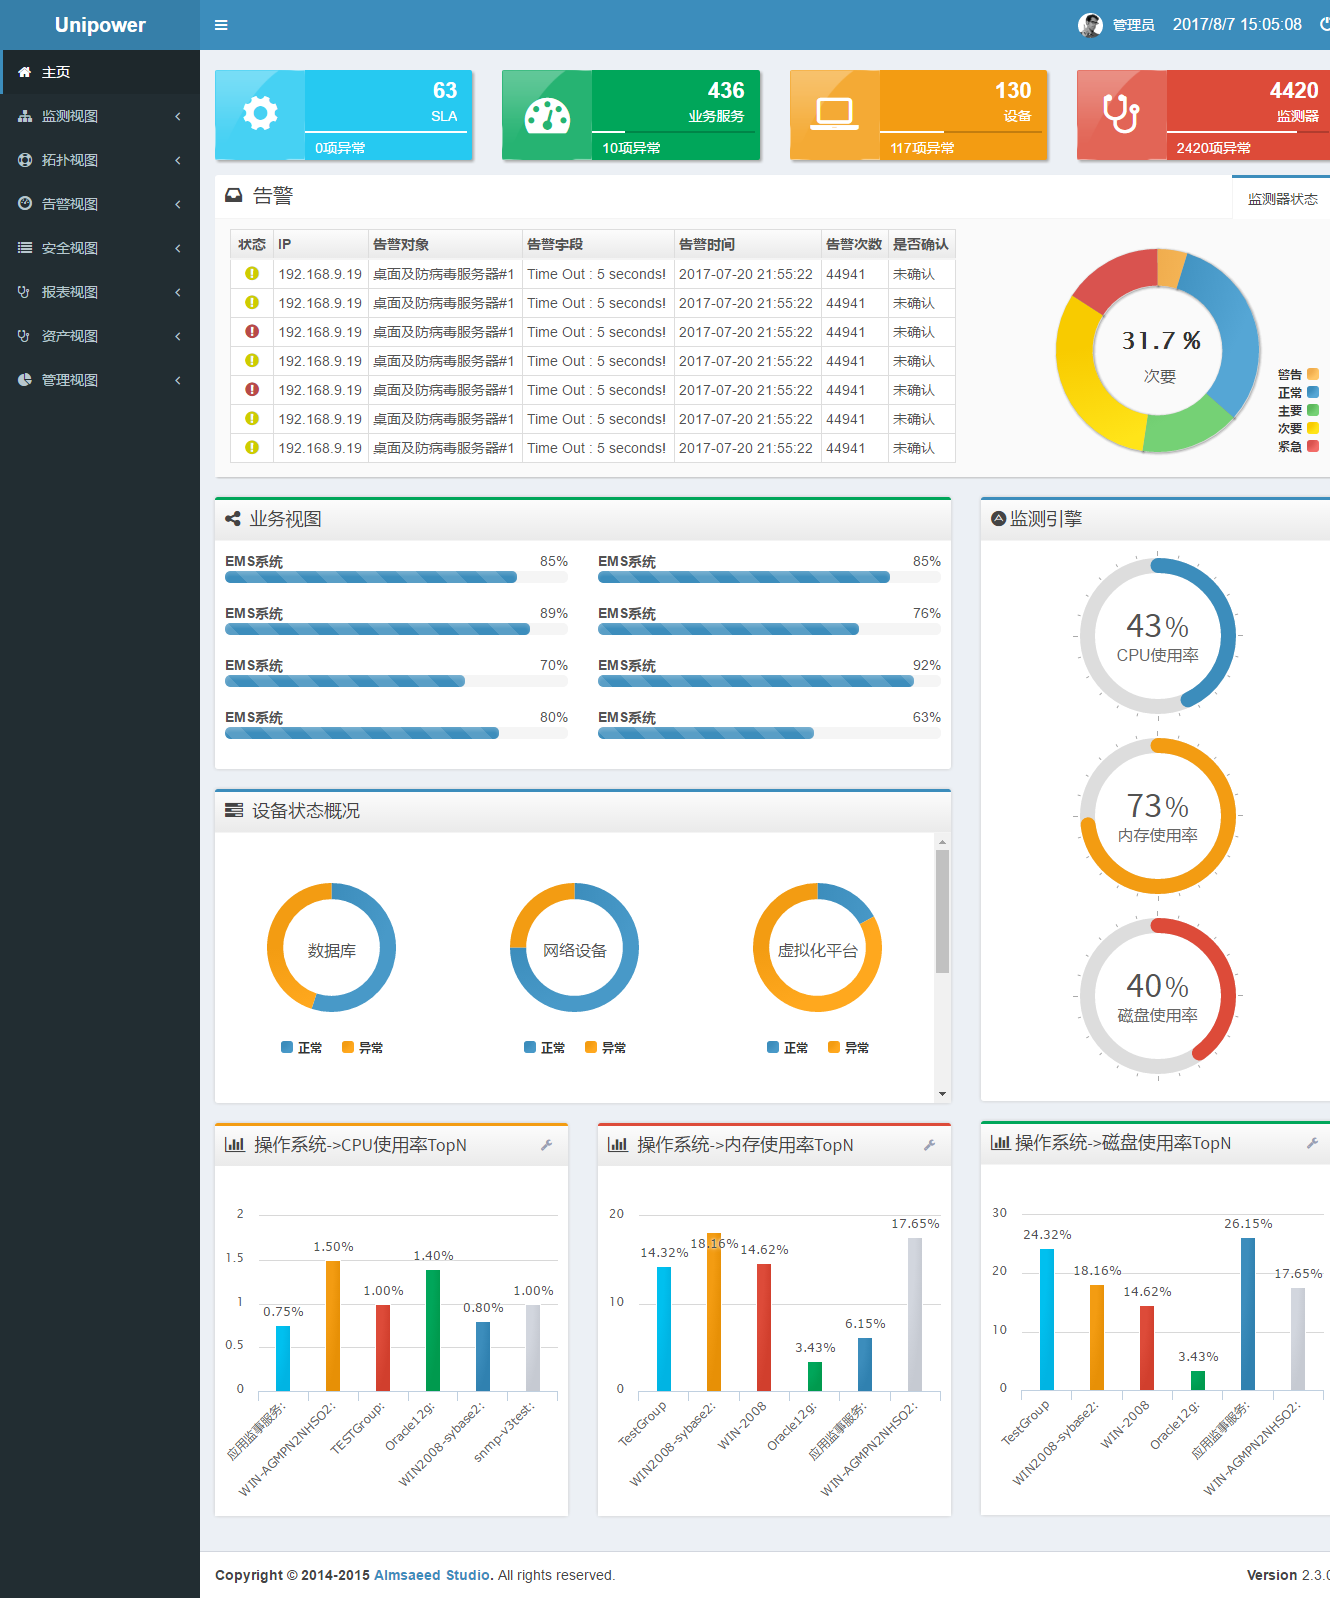 Unipower
管理员 2017/8/7 15:05:08
主页
监测视图
拓扑视图
告警视图
安全视图
报表视图
资产视图
管理视图
63
SLA
0项异常
436
业务服务
10项异常
130
设备
117项异常
4420
监测器
2420项异常
告警
监测器状态
状态 IP 告警对象 告警字段 告警时间 告警次数 是否确认
192.168.9.19 桌面及防病毒服务器#1 Time Out : 5 seconds! 2017-07-20 21:55:22 44941 未确认
192.168.9.19 桌面及防病毒服务器#1 Time Out : 5 seconds! 2017-07-20 21:55:22 44941 未确认
192.168.9.19 桌面及防病毒服务器#1 Time Out : 5 seconds! 2017-07-20 21:55:22 44941 未确认
192.168.9.19 桌面及防病毒服务器#1 Time Out : 5 seconds! 2017-07-20 21:55:22 44941 未确认
192.168.9.19 桌面及防病毒服务器#1 Time Out : 5 seconds! 2017-07-20 21:55:22 44941 未确认
192.168.9.19 桌面及防病毒服务器#1 Time Out : 5 seconds! 2017-07-20 21:55:22 44941 未确认
192.168.9.19 桌面及防病毒服务器#1 Time Out : 5 seconds! 2017-07-20 21:55:22 44941 未确认
31.7 %
次要
警告
正常
主要
次要
紧急
业务视图
EMS系统 85% EMS系统 85%
EMS系统 89% EMS系统 76%
EMS系统 70% EMS系统 92%
EMS系统 80% EMS系统 63%
监测引擎
43%
CPU使用率
73%
内存使用率
40%
磁盘使用率
设备状态概况
数据库
正常 异常
网络设备
正常 异常
虚拟化平台
正常 异常
操作系统->CPU使用率TopN
2
1.5
1
0.5
0
0.75%
1.50%
1.00%
1.40%
0.80%
1.00%
应用监事服务:
WIN-AGMPN2NHSO2:
TESTGroup:
Oracle12g:
WIN2008-sybase2:
snmp-v3test:
操作系统->内存使用率TopN
20
10
0
14.32%
18.16%
14.62%
3.43%
6.15%
17.65%
TestGroup
WIN2008-sybase2:
WIN-2008
Oracle12g:
应用监事服务:
WIN-AGMPN2NHSO2:
操作系统->磁盘使用率TopN
30
20
10
0
24.32%
18.16%
14.62%
3.43%
26.15%
17.65%
TestGroup
WIN2008-sybase2:
WIN-2008
Oracle12g:
应用监事服务:
WIN-AGMPN2NHSO2:
Copyright © 2014-2015 Almsaeed Studio. All rights reserved.
Version 2.3.0